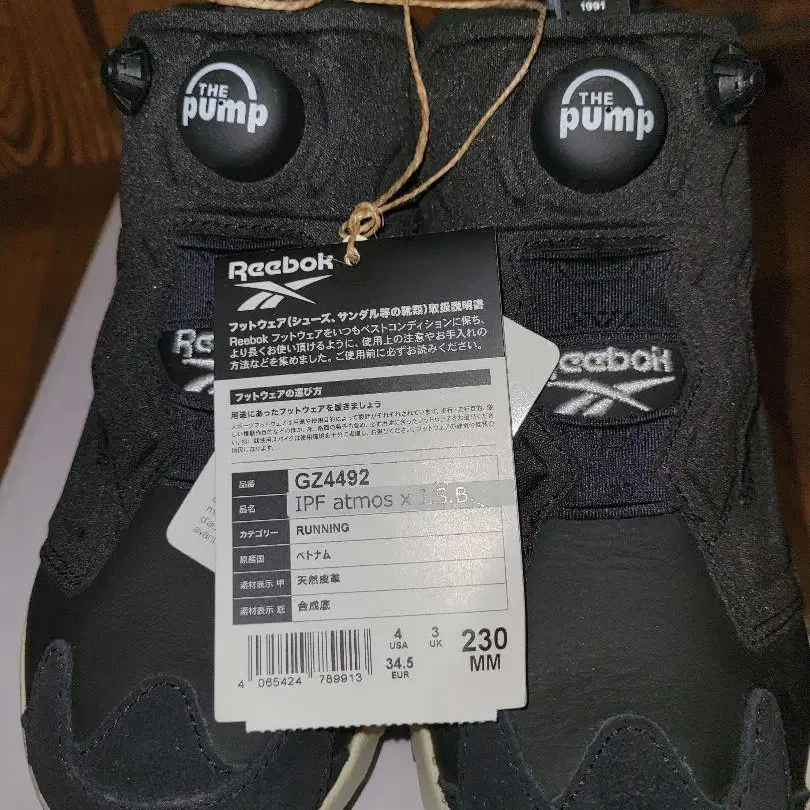 1991
THE
pump
THE
pump
Reebok
フットウェア(シューズ、サンダル等の靴類)取扱説明書
Reebok フットウェアをいつもベストコンディションに保ち、
より長くお使い頂けるように、使用上の注意やお手入れの
方法などを集めました。ご使用前に必ずお読みください。
フットウェアの選び方
用途にあったフットウェアを履きましょう
品番 GZ4492
品名 IPF atmos x J.S.B.
カテゴリー RUNNING
原産国 ベトナム
素材表示 甲 天然皮革
素材表示 底 合成底
4 USA 3 UK 230 MM
34.5 EUR
4 065424 789913
Reebok